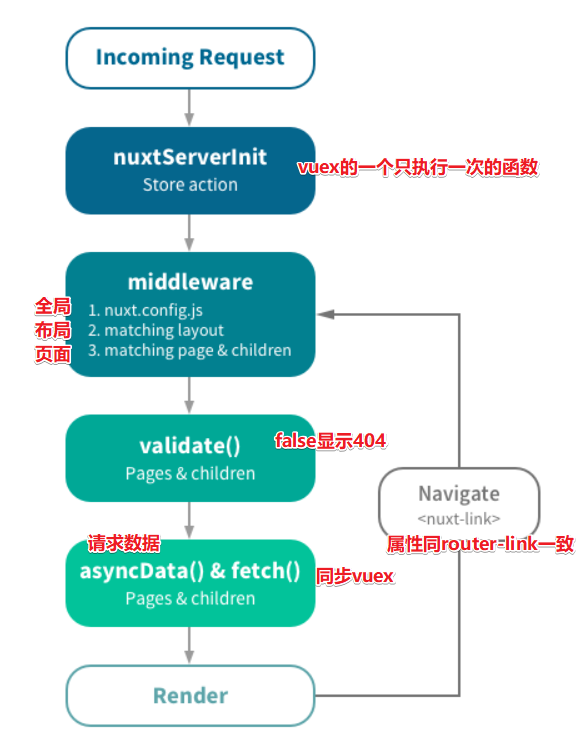 Incoming Request
nuxtServerInit
Store action
vuex的一个只执行一次的函数
middleware
全局 1. nuxt.config.js
布局 2. matching layout
页面 3. matching page & children
validate()
Pages & children
false显示404
Navigate
<nuxt-link>
属性同router-link一致
请求数据
asyncData() & fetch()
Pages & children
同步vuex
Render